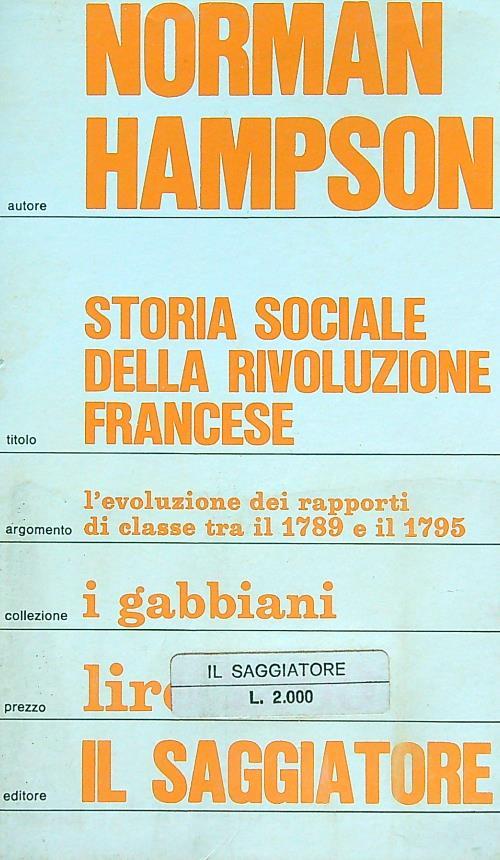 NORMAN
autore HAMPSON
STORIA SOCIALE
DELLA RIVOLUZIONE
titolo FRANCESE
l'evoluzione dei rapporti
argomento di classe tra il 1789 e il 1795
collezione i gabbiani
IL SAGGIATORE
prezzo lire L. 2.000
editore IL SAGGIATORE